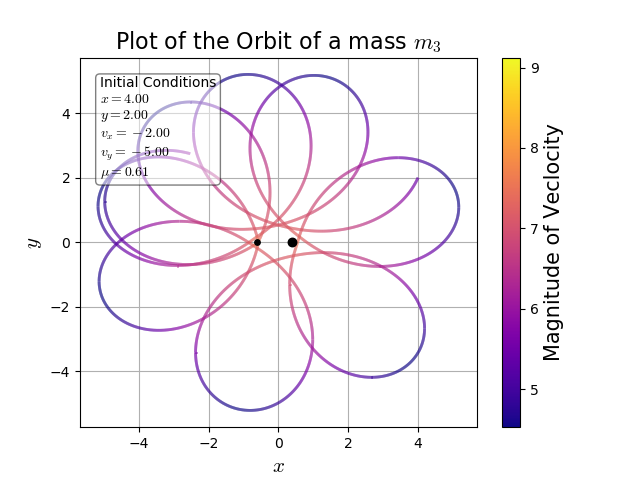 Plot of the Orbit of a mass m₃
Initial Conditions
x = 4.00
y = 2.00
vₓ = −2.00
v_y = −5.00
μ = 0.61
4
2
0
−2
−4
y
−4
−2
0
2
4
x
9
8
7
6
5
Magnitude of Veclocity